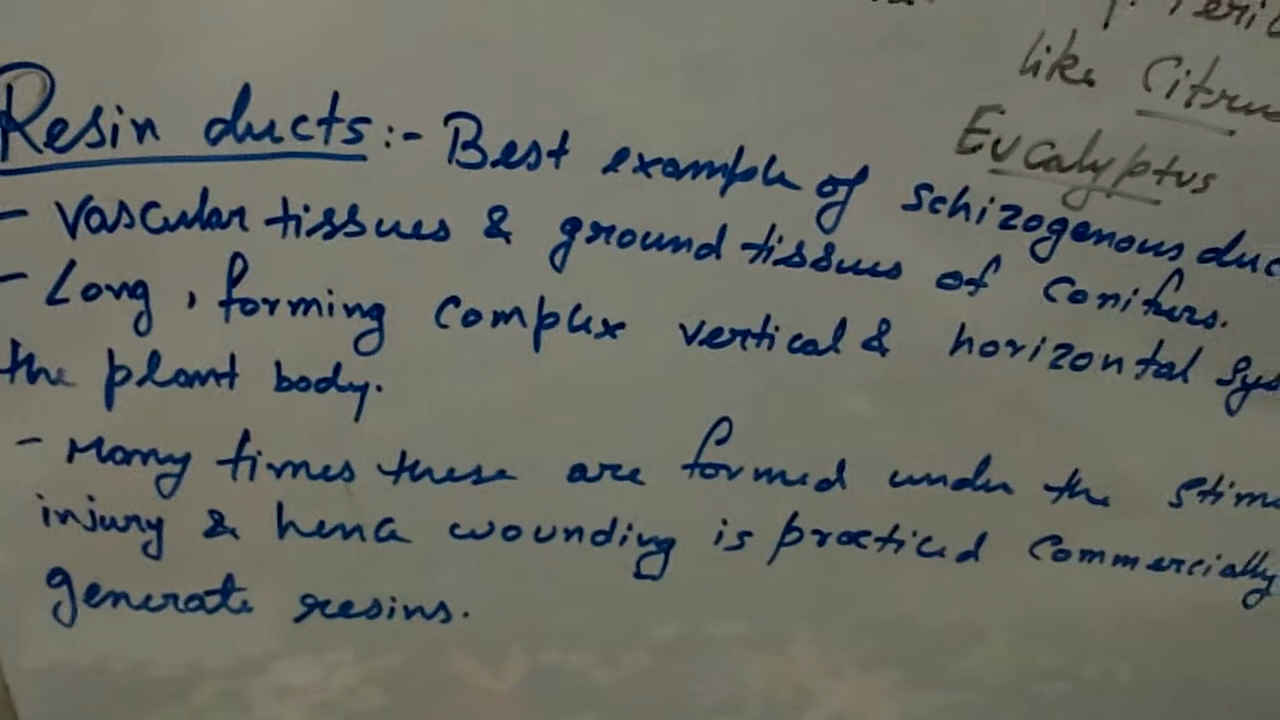 like Citrus
Eucalyptus
Resin ducts:- Best example of schizogenous duc
- Vascular tissues & ground tissues of conifers.
- Long, forming complex vertical & horizontal sys
the plant body.
- Many times these are formed under the stim
injury & hence wounding is practiced commercially
generate resins.